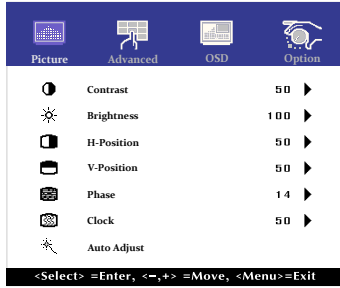 Picture Advanced OSD Option
Contrast 50
Brightness 100
H-Position 50
V-Position 50
Phase 14
Clock 50
Auto Adjust
<Select> =Enter, <−,+> =Move, <Menu>=Exit